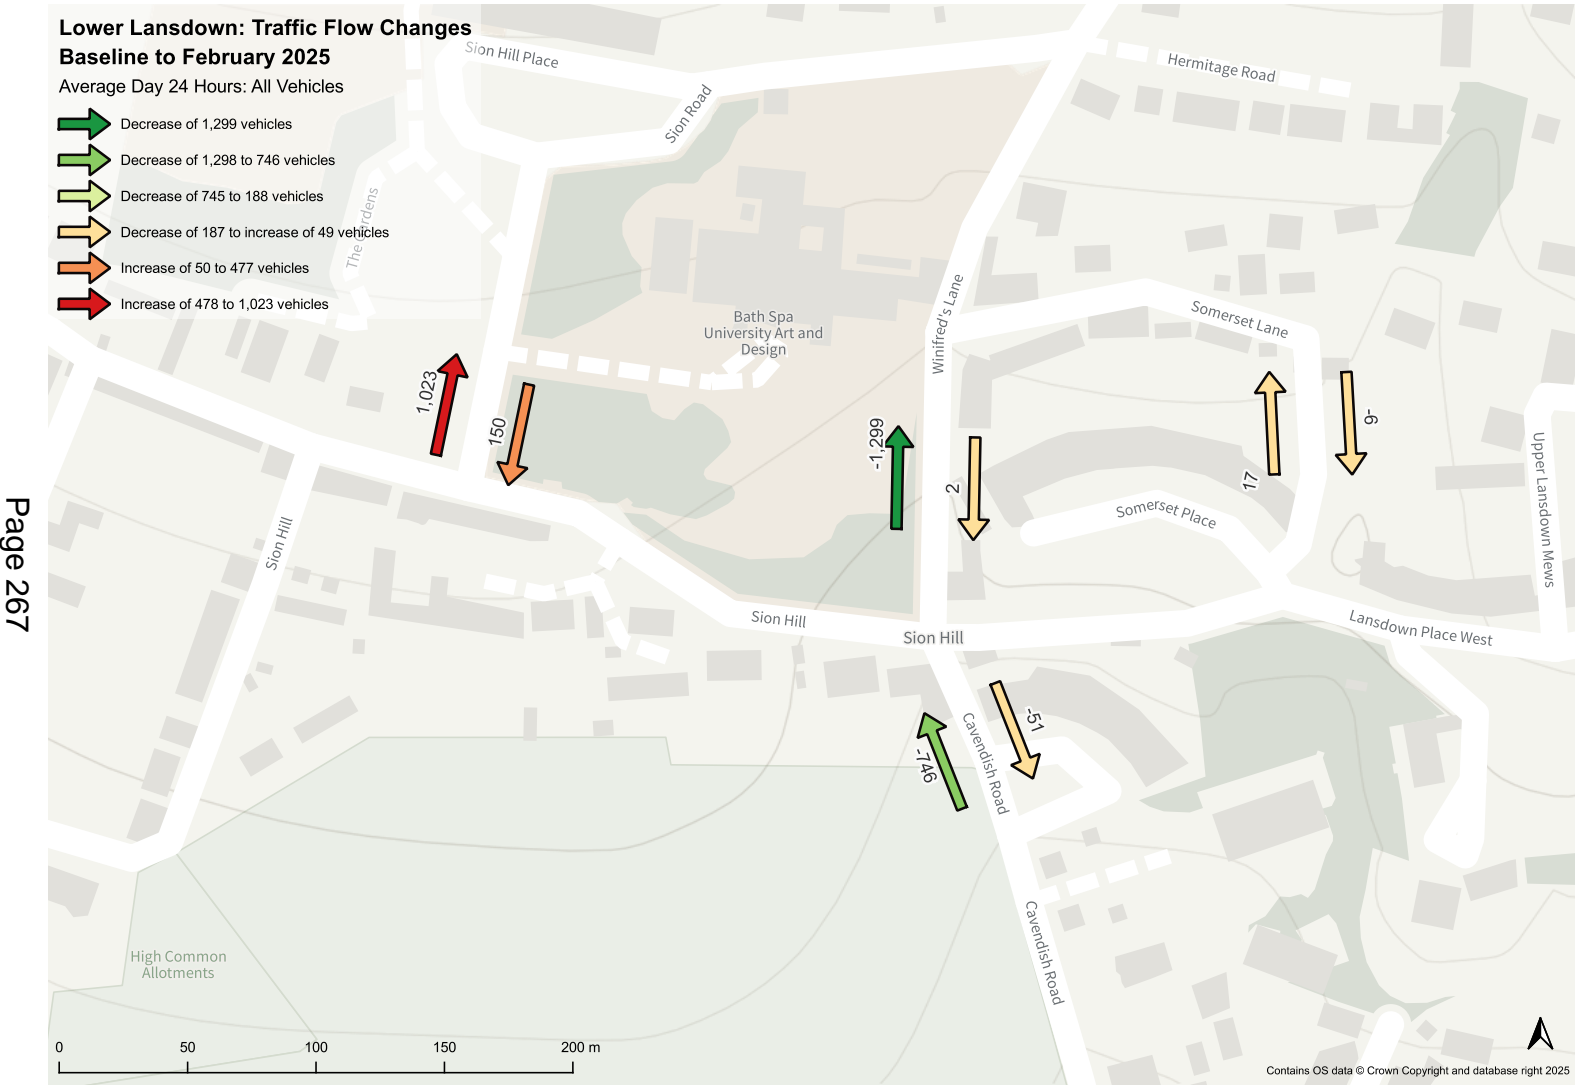 Lower Lansdown: Traffic Flow Changes
Baseline to February 2025
Average Day 24 Hours: All Vehicles
Decrease of 1,299 vehicles
Decrease of 1,298 to 746 vehicles
Decrease of 745 to 188 vehicles
Decrease of 187 to increase of 49 vehicles
Increase of 50 to 477 vehicles
Increase of 478 to 1,023 vehicles
Sion Hill Place
Sion Road
Hermitage Road
The Gardens
Bath Spa
University Art and
Design
Winifred's Lane
Somerset Lane
1,023
150
-1,299
2
17
-9
Somerset Place
Upper Lansdown Mews
Page 267
Sion Hill
Sion Hill
Sion Hill
Lansdown Place West
-746
Cavendish Road
-51
Cavendish Road
High Common
Allotments
0 50 100 150 200 m
Contains OS data © Crown Copyright and database right 2025